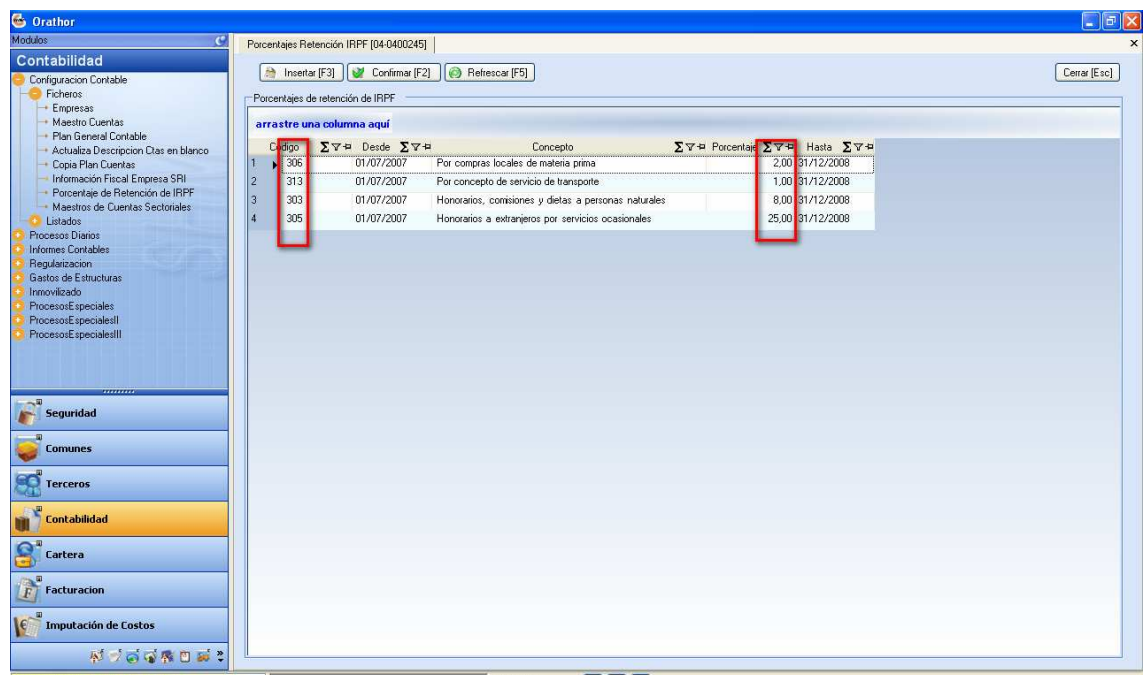 Orathor
Modulos
Contabilidad
Configuracion Contable
Ficheros
Empresas
Maestro Cuentas
Plan General Contable
Actualiza Descripcion Ctas en blanco
Copia Plan Cuentas
Información Fiscal Empresa SRI
Porcentaje de Retención de IRPF
Maestros de Cuentas Sectoriales
Listados
Procesos Diarios
Informes Contables
Regularizacion
Gastos de Estructuras
Inmovilizado
ProcesosEspeciales
ProcesosEspecialesII
ProcesosEspecialesIII
Seguridad
Comunes
Terceros
Contabilidad
Cartera
Facturacion
Imputación de Costos
Porcentajes Retención IRPF [04-0400245]
Insertar [F3] Confirmar [F2] Refrescar [F5] Cerrar [Esc]
Porcentajes de retención de IRPF
arrastre una columna aquí
Código Desde Concepto Porcentaje Hasta
1 306 01/07/2007 Por compras locales de materia prima 2,00 31/12/2008
2 313 01/07/2007 Por concepto de servicio de transporte 1,00 31/12/2008
3 303 01/07/2007 Honorarios, comisiones y dietas a personas naturales 8,00 31/12/2008
4 305 01/07/2007 Honorarios a extranjeros por servicios ocasionales 25,00 31/12/2008